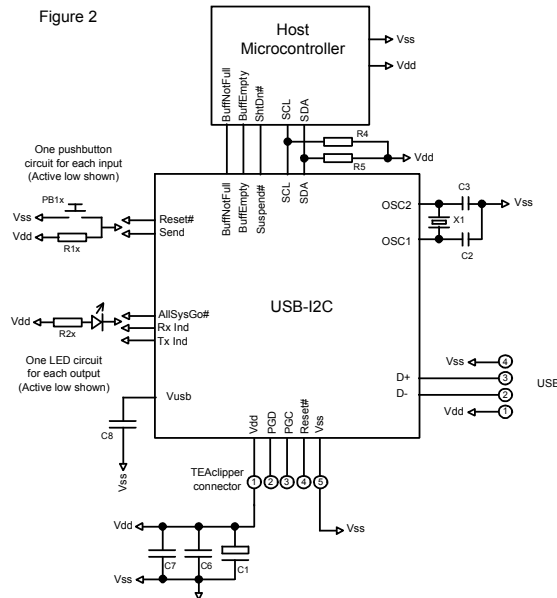 Figure 2
Host
Microcontroller
Vss
Vdd
BuffNotFull
BuffEmpty
ShtDn#
SCL
SDA
R4
R5
Vdd
One pushbutton
circuit for each input
(Active low shown)
PB1x
Vss
Vdd
R1x
Reset#
Send
BuffNotFull
BuffEmpty
Suspend#
SCL
SDA
OSC2
OSC1
C3
X1
C2
Vss
USB-I2C
AllSysGo#
Rx Ind
Tx Ind
Vdd
R2x
One LED circuit
for each output
(Active low shown)
Vusb
C8
Vss
Vss
4
D+
3
USB
D-
2
Vdd
1
Vdd
PGD
PGC
Reset#
Vss
TEAclipper
connector
1
2
3
4
5
Vdd
Vss
C7
C6
C1
Vss